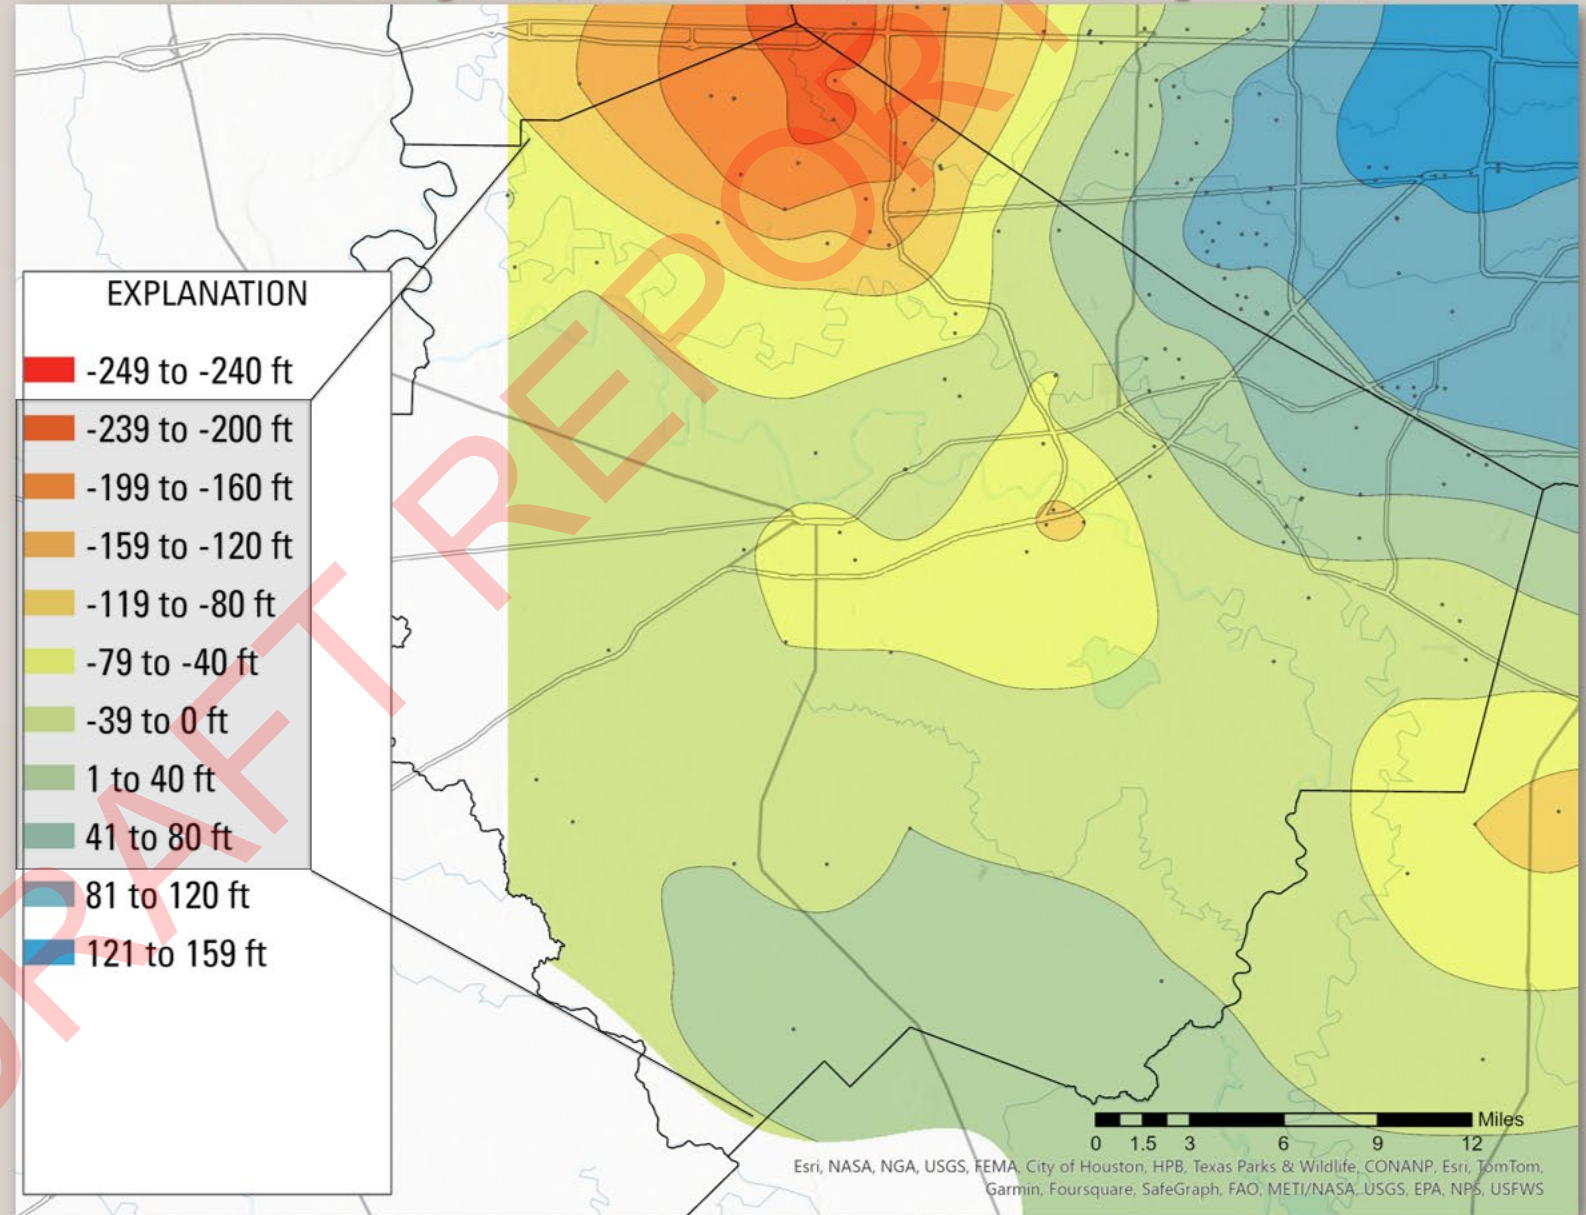 EXPLANATION
-249 to -240 ft
-239 to -200 ft
-199 to -160 ft
-159 to -120 ft
-119 to -80 ft
-79 to -40 ft
-39 to 0 ft
1 to 40 ft
41 to 80 ft
81 to 120 ft
121 to 159 ft
DRAFT REPORT
Miles
0 1.5 3 6 9 12
Esri, NASA, NGA, USGS, FEMA, City of Houston, HPB, Texas Parks & Wildlife, CONANP, Esri, TomTom,
Garmin, Foursquare, SafeGraph, FAO, METI/NASA, USGS, EPA, NPS, USFWS